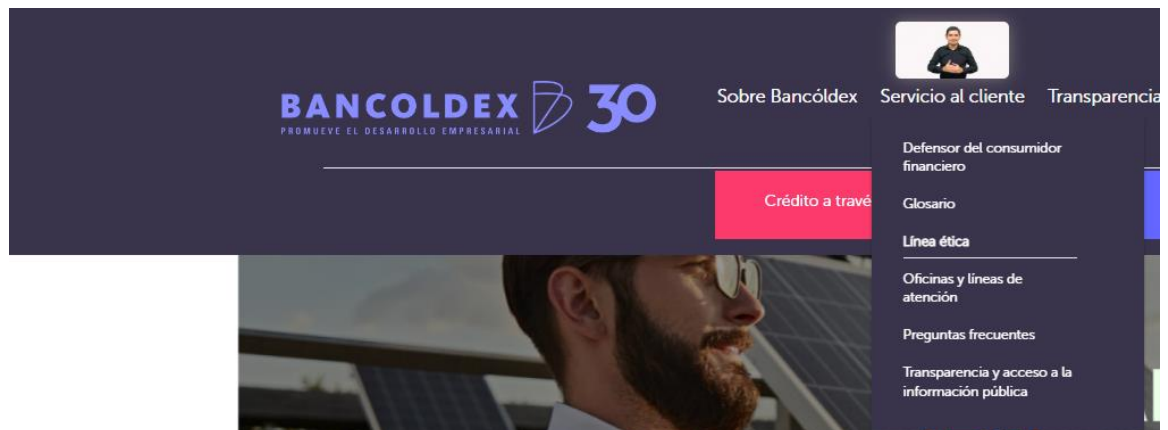 BANCOLDEX 30
PROMUEVE EL DESARROLLO EMPRESARIAL
Sobre Bancóldex Servicio al cliente Transparencia
Crédito a travé
Defensor del consumidor
financiero
Glosario
Línea ética
Oficinas y líneas de
atención
Preguntas frecuentes
Transparencia y acceso a la
información pública